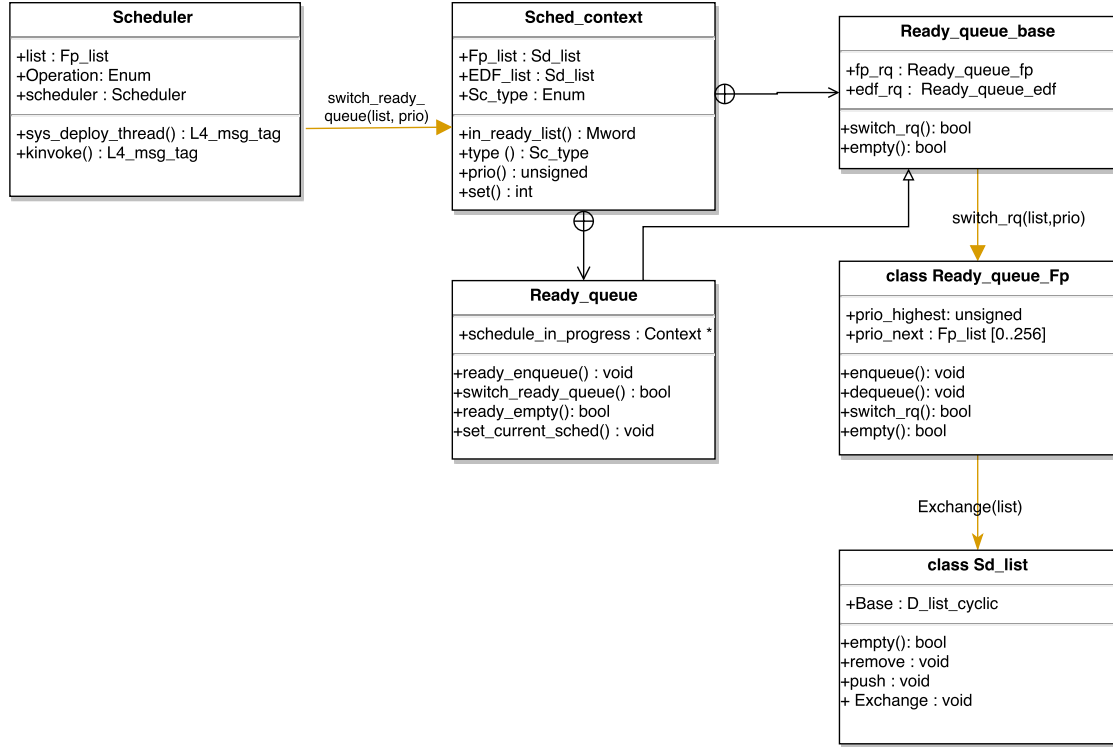 Scheduler
+list : Fp_list
+Operation: Enum
+scheduler : Scheduler
+sys_deploy_thread() : L4_msg_tag
+kinvoke() : L4_msg_tag
switch_ready_
queue(list, prio)
Sched_context
+Fp_list : Sd_list
+EDF_list : Sd_list
+Sc_type : Enum
+in_ready_list() : Mword
+type () : Sc_type
+prio() : unsigned
+set() : int
Ready_queue_base
+fp_rq : Ready_queue_fp
+edf_rq :  Ready_queue_edf
+switch_rq(): bool
+empty(): bool
switch_rq(list,prio)
Ready_queue
+schedule_in_progress : Context *
+ready_enqueue() : void
+switch_ready_queue() : bool
+ready_empty(): bool
+set_current_sched() : void
class Ready_queue_Fp
+prio_highest: unsigned
+prio_next : Fp_list [0..256]
+enqueue(): void
+dequeue(): void
+switch_rq(): bool
+empty(): bool
Exchange(list)
class Sd_list
+Base : D_list_cyclic
+empty(): bool
+remove : void
+push : void
+ Exchange : void